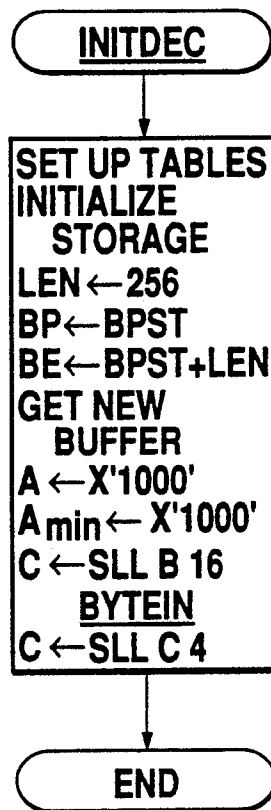 INITDEC
SET UP TABLES
INITIALIZE
STORAGE
LEN←256
BP←BPST
BE←BPST+LEN
GET NEW
BUFFER
A←X'1000'
Amin←X'1000'
C←SLL B 16
BYTEIN
C←SLL C 4
END